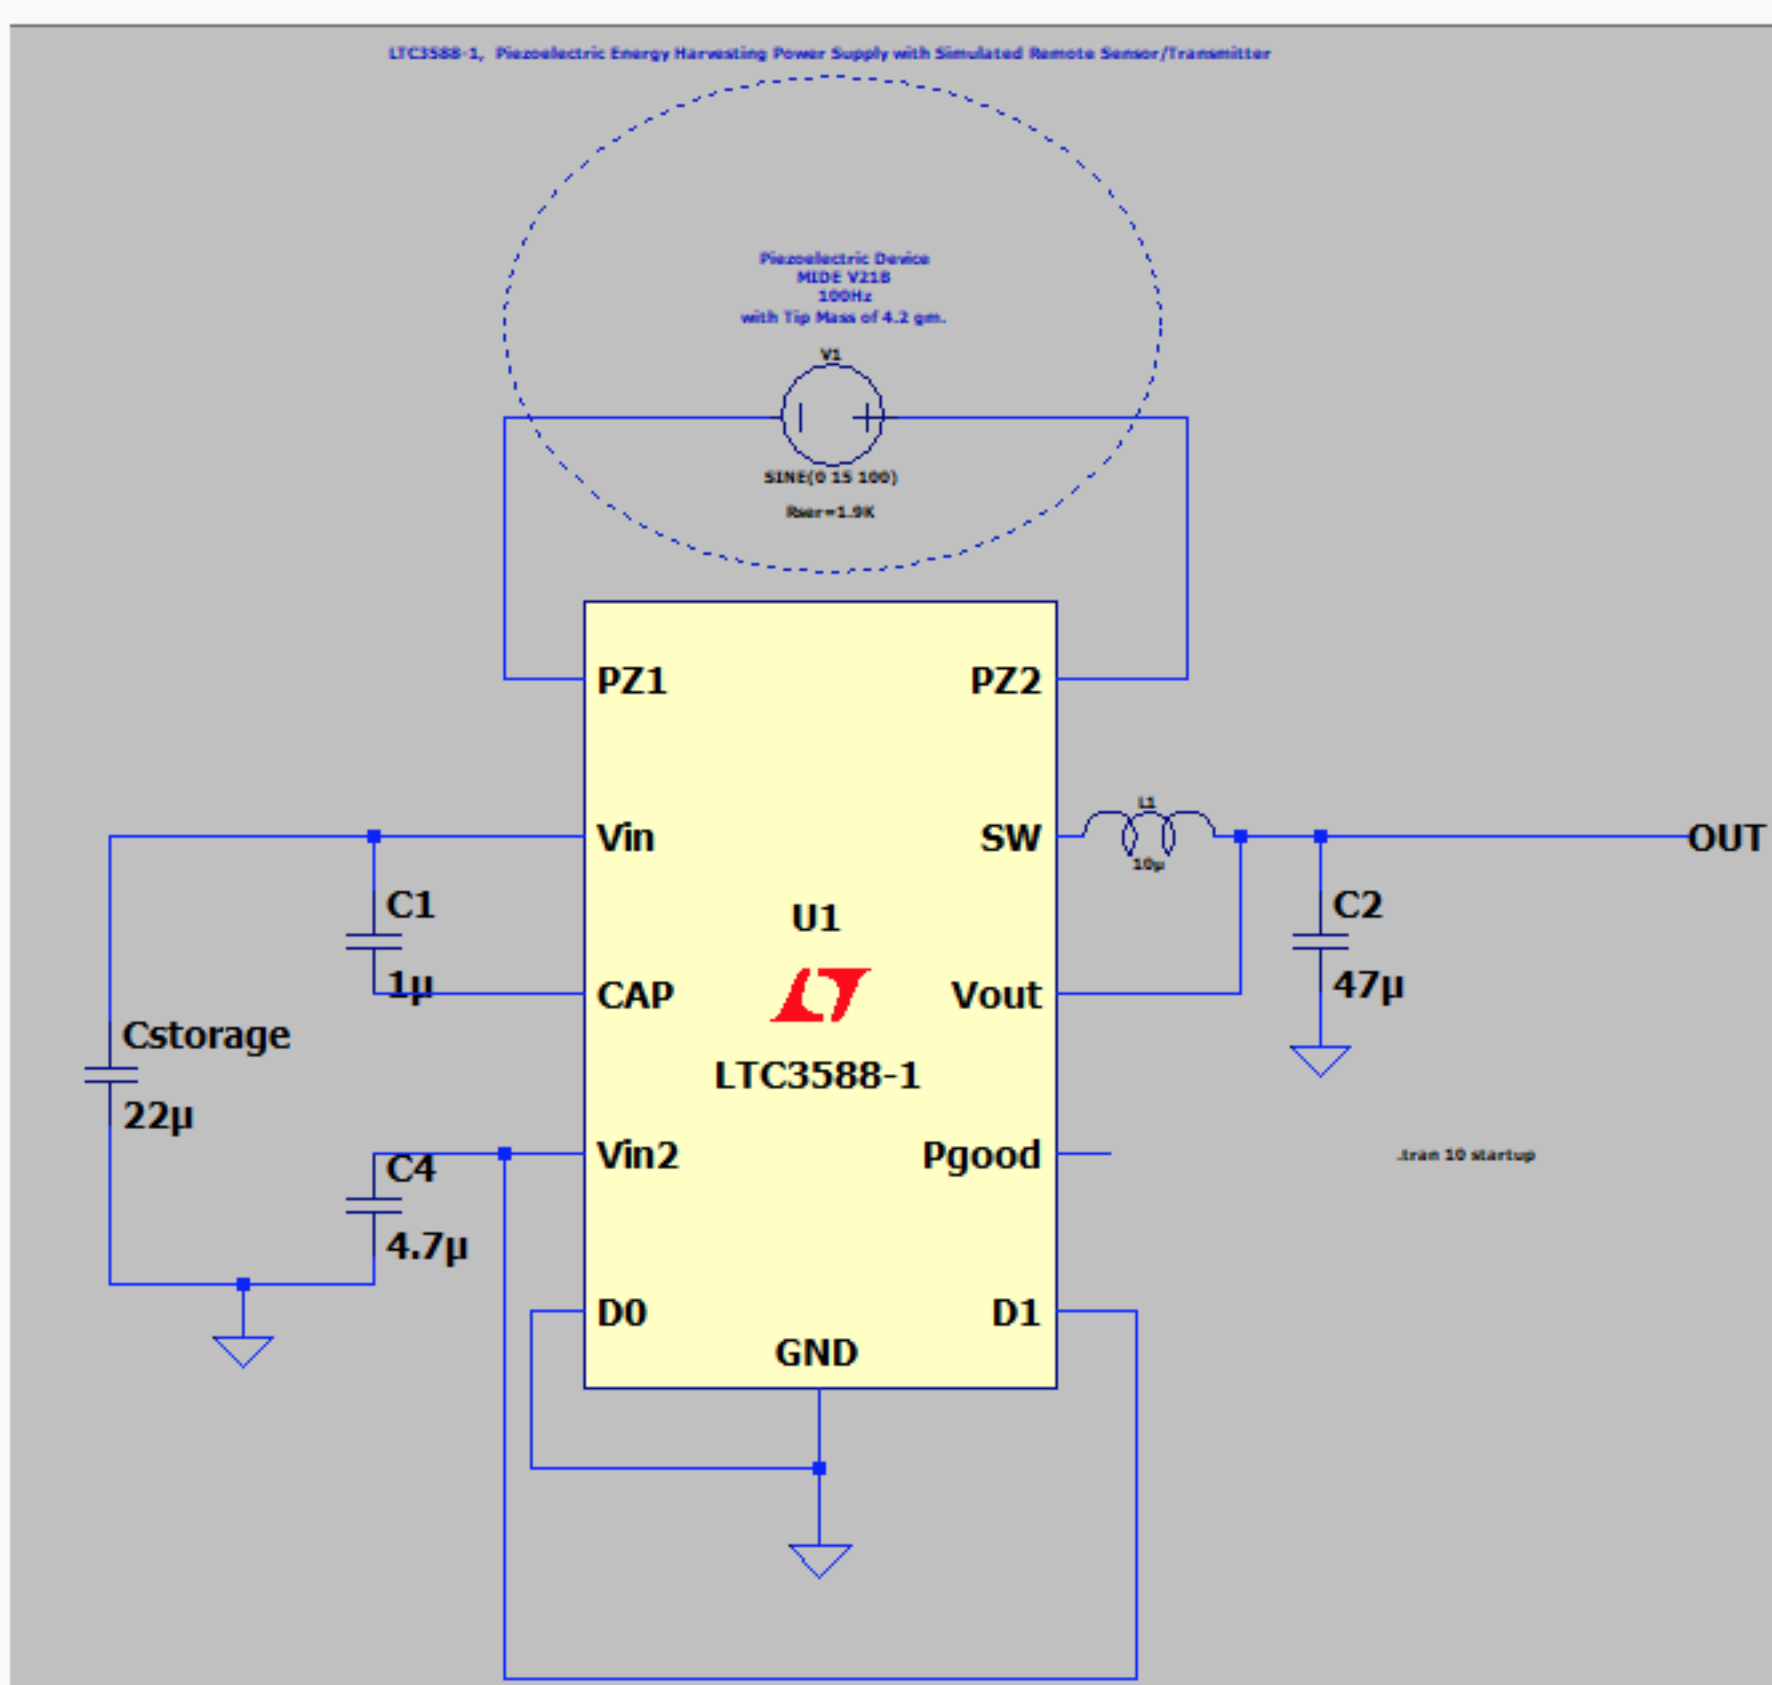 LTC3588-1, Piezoelectric Energy Harvesting Power Supply with Simulated Remote Sensor/Transmitter
Piezoelectric Device
MIDE V21B
100Hz
with Tip Mass of 4.2 gm.
V1
SINE(0 15 100)
Rser=1.9K
PZ1
PZ2
L1
10µ
Vin
SW
OUT
C1
1µ
U1
C2
47µ
CAP
Vout
Cstorage
22µ
LTC3588-1
Vin2
Pgood
.tran 10 startup
C4
4.7µ
D0
D1
GND